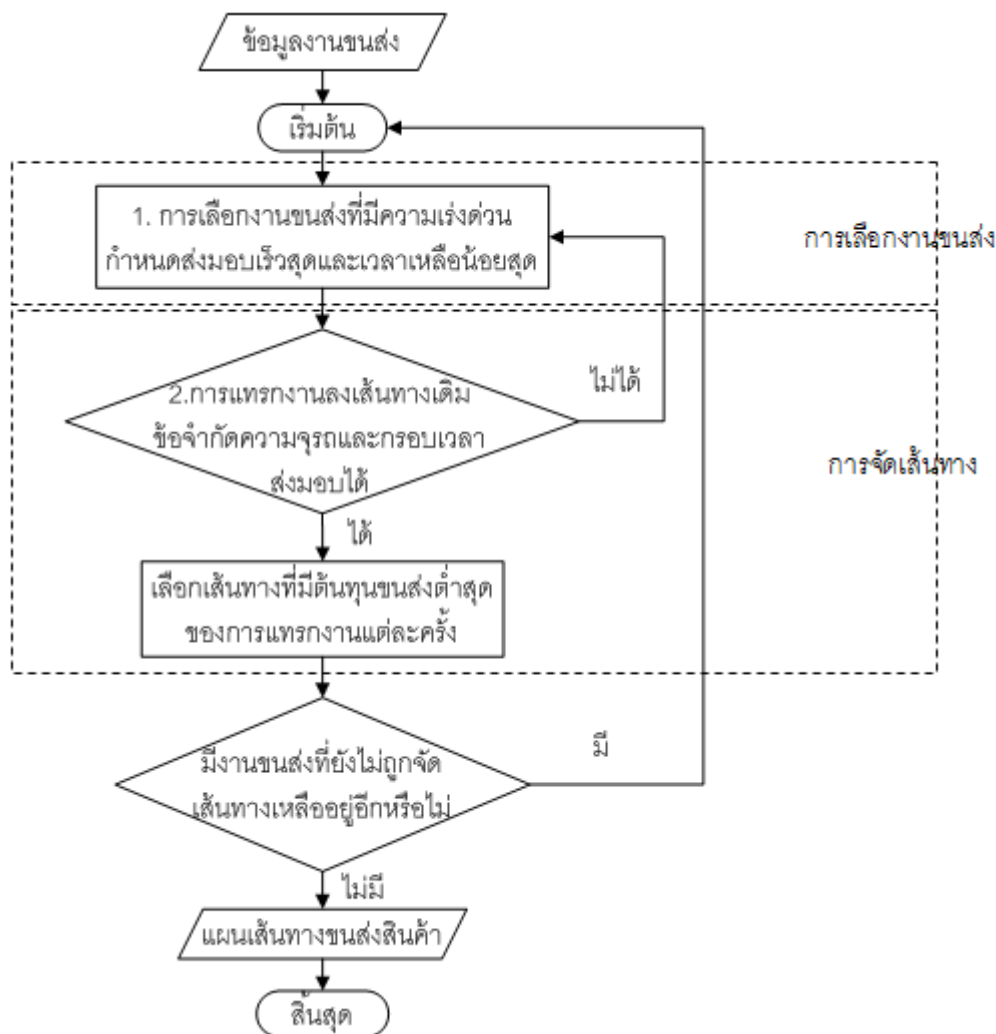 ข้อมูลงานขนส่ง
เริ่มต้น
1. การเลือกงานขนส่งที่มีความเร่งด่วน
กำหนดส่งมอบเร็วสุดและเวลาเหลือน้อยสุด
การเลือกงานขนส่ง
2.การแทรกงานลงเส้นทางเดิม
ข้อจำกัดความจุรถและกรอบเวลา
ส่งมอบได้
ไม่ได้
การจัดเส้นทาง
ได้
เลือกเส้นทางที่มีต้นทุนขนส่งต่ำสุด
ของการแทรกงานแต่ละครั้ง
มีงานขนส่งที่ยังไม่ถูกจัด
เส้นทางเหลืออยู่อีกหรือไม่
มี
ไม่มี
แผนเส้นทางขนส่งสินค้า
สิ้นสุด